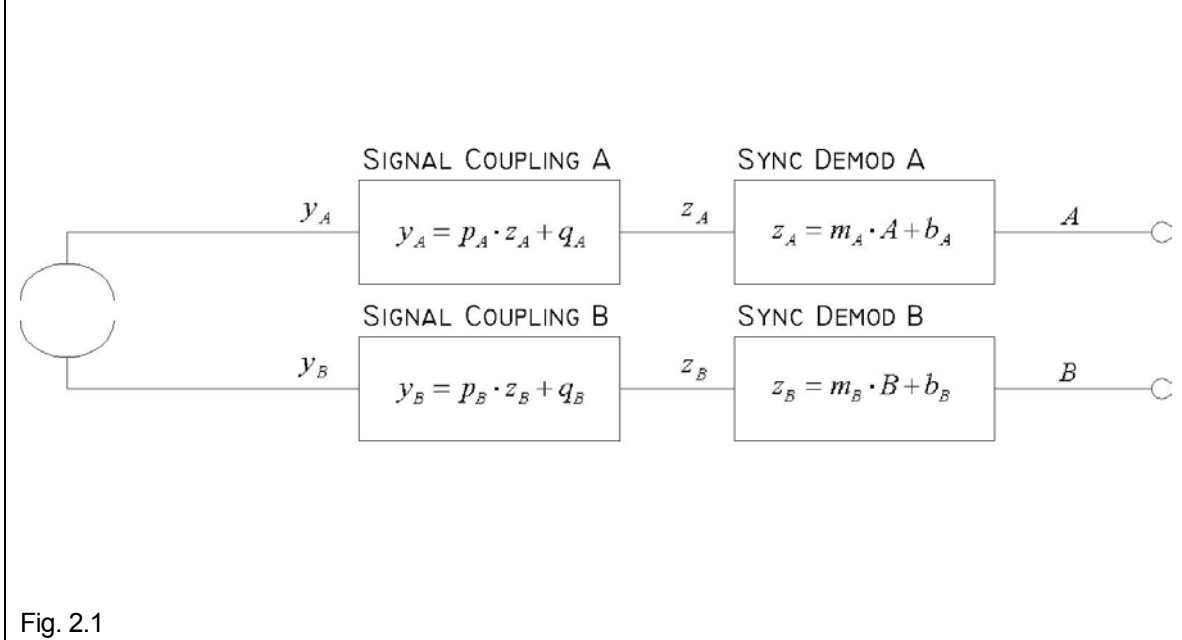 SIGNAL COUPLING A
SYNC DEMOD A
y_A
y_A = p_A · z_A + q_A
z_A
z_A = m_A · A + b_A
A
SIGNAL COUPLING B
SYNC DEMOD B
y_B
y_B = p_B · z_B + q_B
z_B
z_B = m_B · B + b_B
B
Fig. 2.1